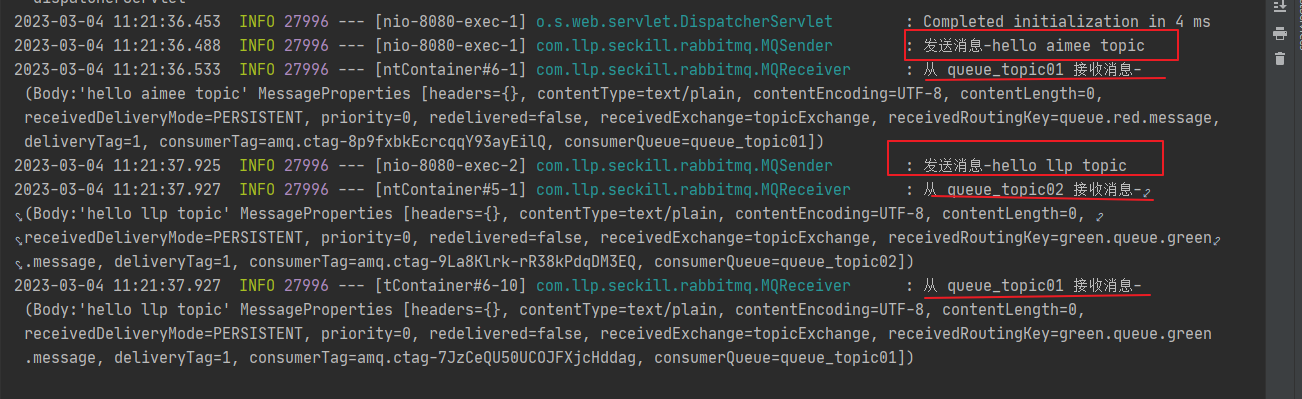 dispatcherServlet
2023-03-04 11:21:36.453  INFO 27996 --- [nio-8080-exec-1] o.s.web.servlet.DispatcherServlet        : Completed initialization in 4 ms
2023-03-04 11:21:36.488  INFO 27996 --- [nio-8080-exec-1] com.llp.seckill.rabbitmq.MQSender        : 发送消息-hello aimee topic
2023-03-04 11:21:36.533  INFO 27996 --- [ntContainer#6-1] com.llp.seckill.rabbitmq.MQReceiver      : 从 queue_topic01 接收消息-
(Body:'hello aimee topic' MessageProperties [headers={}, contentType=text/plain, contentEncoding=UTF-8, contentLength=0,
receivedDeliveryMode=PERSISTENT, priority=0, redelivered=false, receivedExchange=topicExchange, receivedRoutingKey=queue.red.message,
deliveryTag=1, consumerTag=amq.ctag-8p9fxbkEcrcqqY93ayEilQ, consumerQueue=queue_topic01])
2023-03-04 11:21:37.925  INFO 27996 --- [nio-8080-exec-2] com.llp.seckill.rabbitmq.MQSender        : 发送消息-hello llp topic
2023-03-04 11:21:37.927  INFO 27996 --- [ntContainer#5-1] com.llp.seckill.rabbitmq.MQReceiver      : 从 queue_topic02 接收消息-
(Body:'hello llp topic' MessageProperties [headers={}, contentType=text/plain, contentEncoding=UTF-8, contentLength=0,
receivedDeliveryMode=PERSISTENT, priority=0, redelivered=false, receivedExchange=topicExchange, receivedRoutingKey=green.queue.green
.message, deliveryTag=1, consumerTag=amq.ctag-9La8Klrk-rR38kPdqDM3EQ, consumerQueue=queue_topic02])
2023-03-04 11:21:37.927  INFO 27996 --- [tContainer#6-10] com.llp.seckill.rabbitmq.MQReceiver      : 从 queue_topic01 接收消息-
(Body:'hello llp topic' MessageProperties [headers={}, contentType=text/plain, contentEncoding=UTF-8, contentLength=0,
receivedDeliveryMode=PERSISTENT, priority=0, redelivered=false, receivedExchange=topicExchange, receivedRoutingKey=green.queue.green
.message, deliveryTag=1, consumerTag=amq.ctag-7JzCeQU50UCOJFXjcHddag, consumerQueue=queue_topic01])